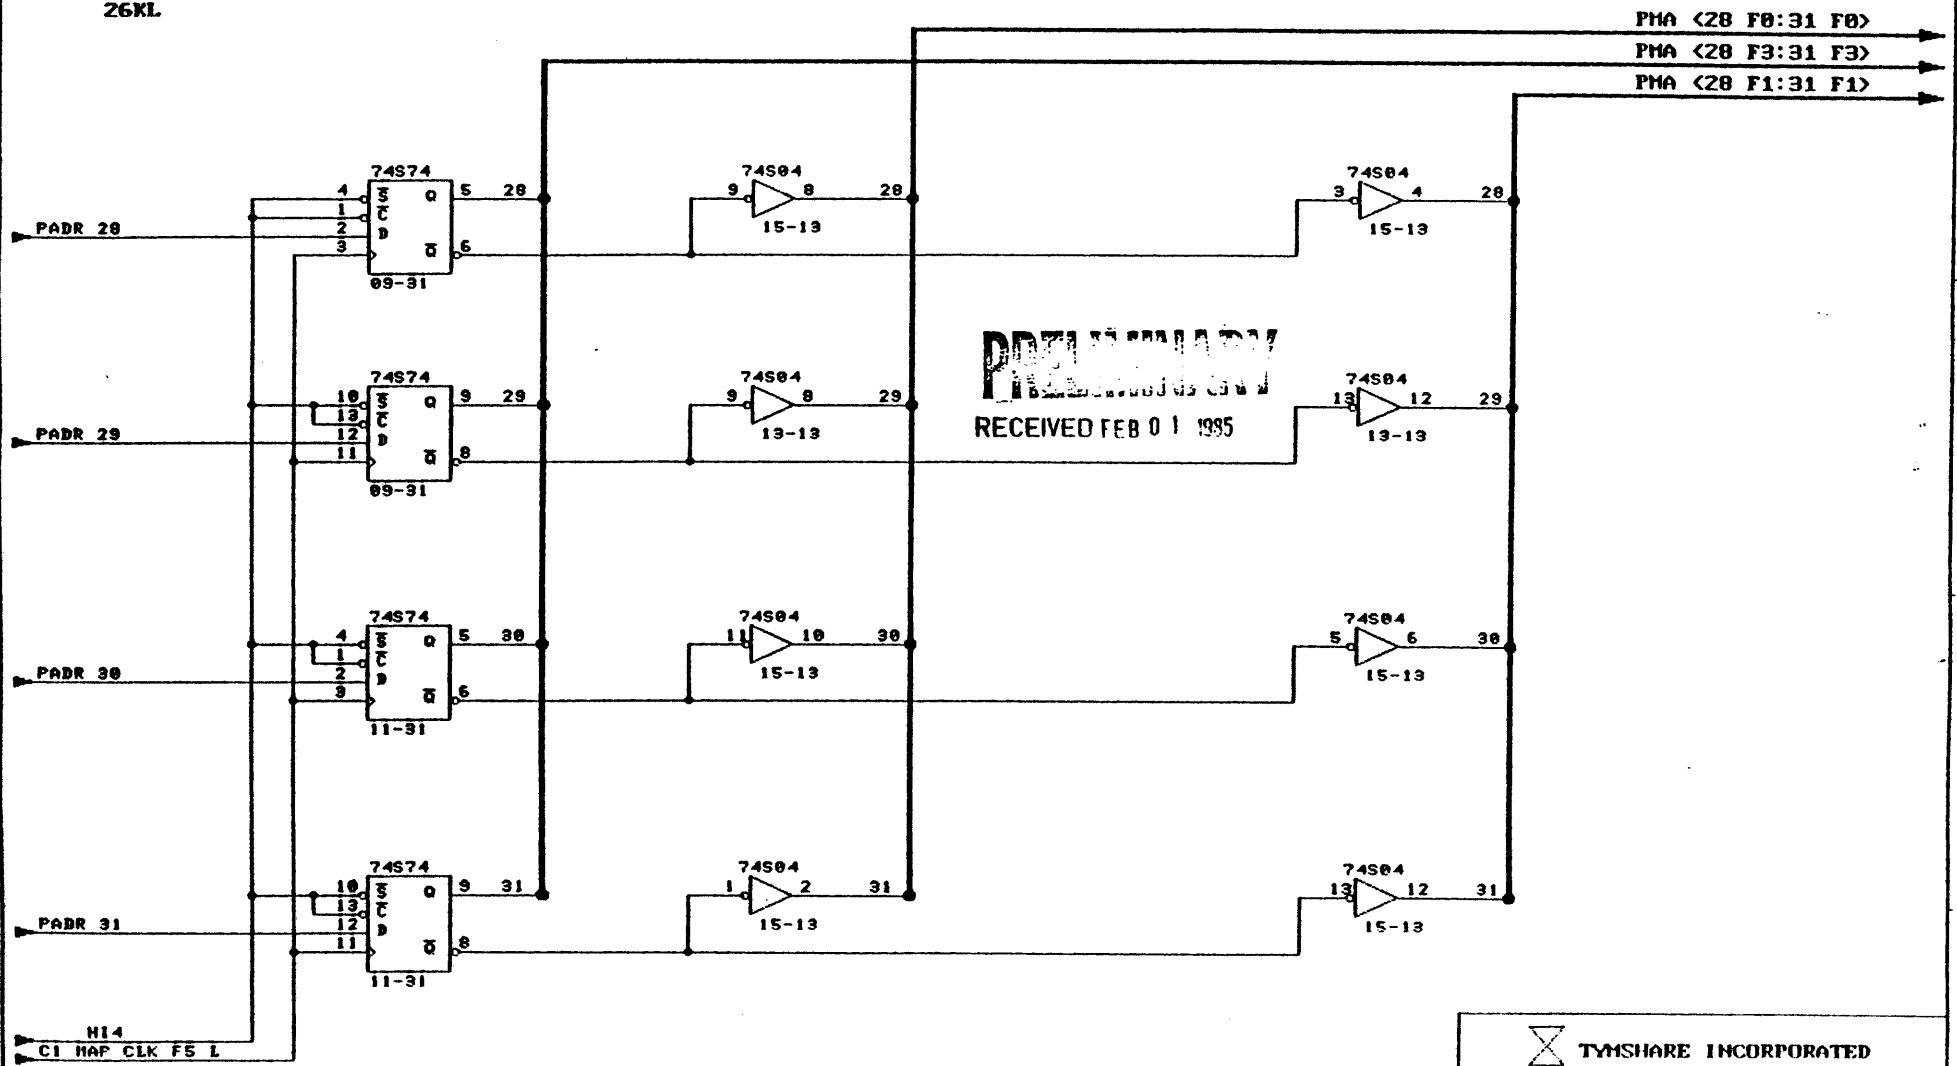 26KL
PMA <28 F0:31 F0>
PMA <28 F3:31 F3>
PMA <28 F1:31 F1>
74S74
4 S Q 5 28
1 C
PADR 28
2 D
3 Q 6
09-31
74S04
9 8 28
15-13
74S04
3 4 28
15-13
PRELIMINARY
RECEIVED FEB 01 1985
74S74
10 S Q 9 29
13 C
PADR 29
12 D
11 Q 8
09-31
74S04
9 8 29
13-13
74S04
13 12 29
13-13
74S74
4 S Q 5 30
1 C
PADR 30
2 D
3 Q 6
11-31
74S04
11 10 30
15-13
74S04
5 6 30
15-13
74S74
10 S Q 9 31
13 C
PADR 31
12 D
11 Q 8
11-31
74S04
1 2 31
15-13
74S04
13 12 31
15-13
HI4
C1 MAP CLK F5 L
TYMSHARE INCORPORATED